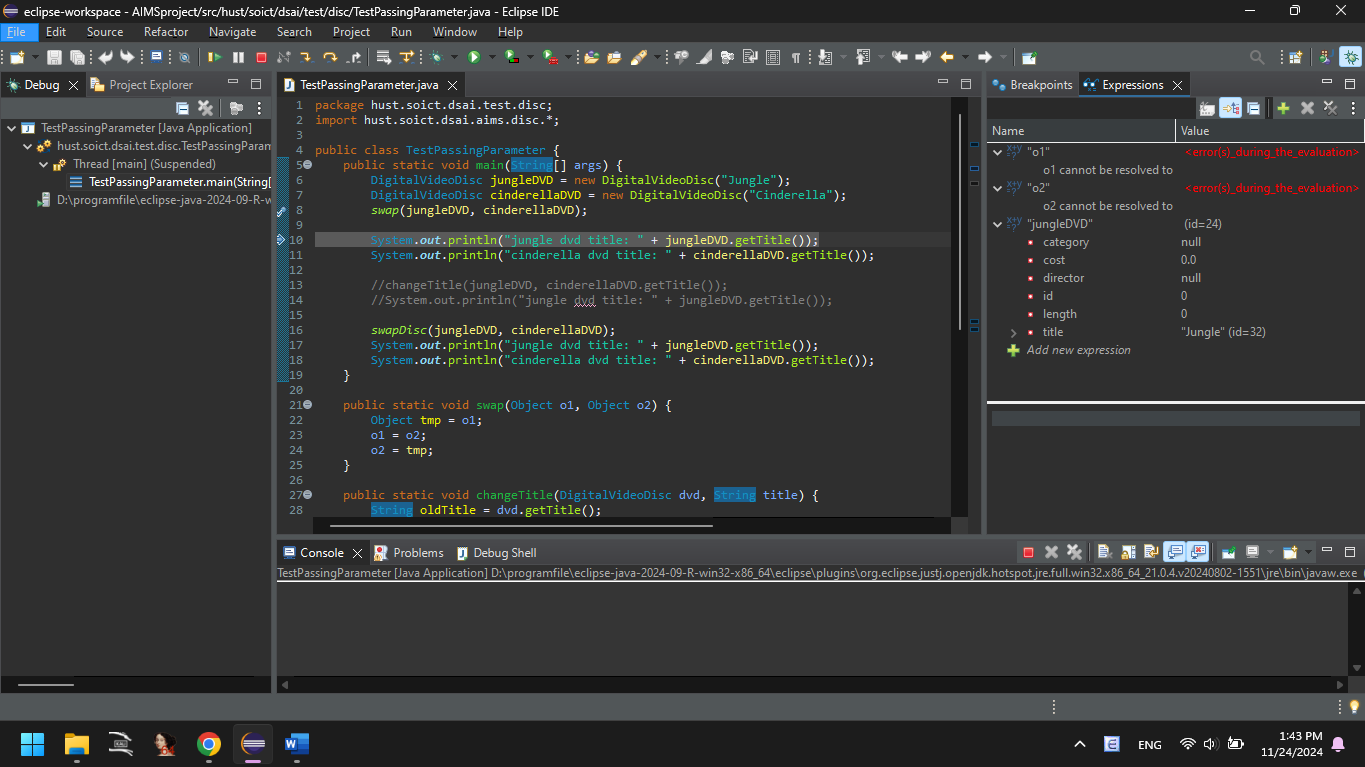 eclipse-workspace - AIMSproject/src/hust/soict/dsai/test/disc/TestPassingParameter.java - Eclipse IDE
File Edit Source Refactor Navigate Search Project Run Window Help
Debug Project Explorer
TestPassingParameter [Java Application]
hust.soict.dsai.test.disc.TestPassingParan
Thread [main] (Suspended)
TestPassingParameter.main(String[
D:\programfile\eclipse-java-2024-09-R-w
TestPassingParameter.java
1 package hust.soict.dsai.test.disc;
2 import hust.soict.dsai.aims.disc.*;
3
4 public class TestPassingParameter {
5 public static void main(String[] args) {
6 DigitalVideoDisc jungleDVD = new DigitalVideoDisc("Jungle");
7 DigitalVideoDisc cinderellaDVD = new DigitalVideoDisc("Cinderella");
8 swap(jungleDVD, cinderellaDVD);
9
10 System.out.println("jungle dvd title: " + jungleDVD.getTitle());
11 System.out.println("cinderella dvd title: " + cinderellaDVD.getTitle());
12
13 //changeTitle(jungleDVD, cinderellaDVD.getTitle());
14 //System.out.println("jungle dvd title: " + jungleDVD.getTitle());
15
16 swapDisc(jungleDVD, cinderellaDVD);
17 System.out.println("jungle dvd title: " + jungleDVD.getTitle());
18 System.out.println("cinderella dvd title: " + cinderellaDVD.getTitle());
19 }
20
21 public static void swap(Object o1, Object o2) {
22 Object tmp = o1;
23 o1 = o2;
24 o2 = tmp;
25 }
26
27 public static void changeTitle(DigitalVideoDisc dvd, String title) {
28 String oldTitle = dvd.getTitle();
Breakpoints Expressions
Name Value
"o1" <error(s)_during_the_evaluation>
o1 cannot be resolved to
"o2" <error(s)_during_the_evaluation>
o2 cannot be resolved to
"jungleDVD" (id=24)
category null
cost 0.0
director null
id 0
length 0
title "Jungle" (id=32)
Add new expression
Console Problems Debug Shell
TestPassingParameter [Java Application] D:\programfile\eclipse-java-2024-09-R-win32-x86_64\eclipse\plugins\org.eclipse.justj.openjdk.hotspot.jre.full.win32.x86_64_21.0.4.v20240802-1551\jre\bin\javaw.exe (
ENG
1:43 PM
11/24/2024